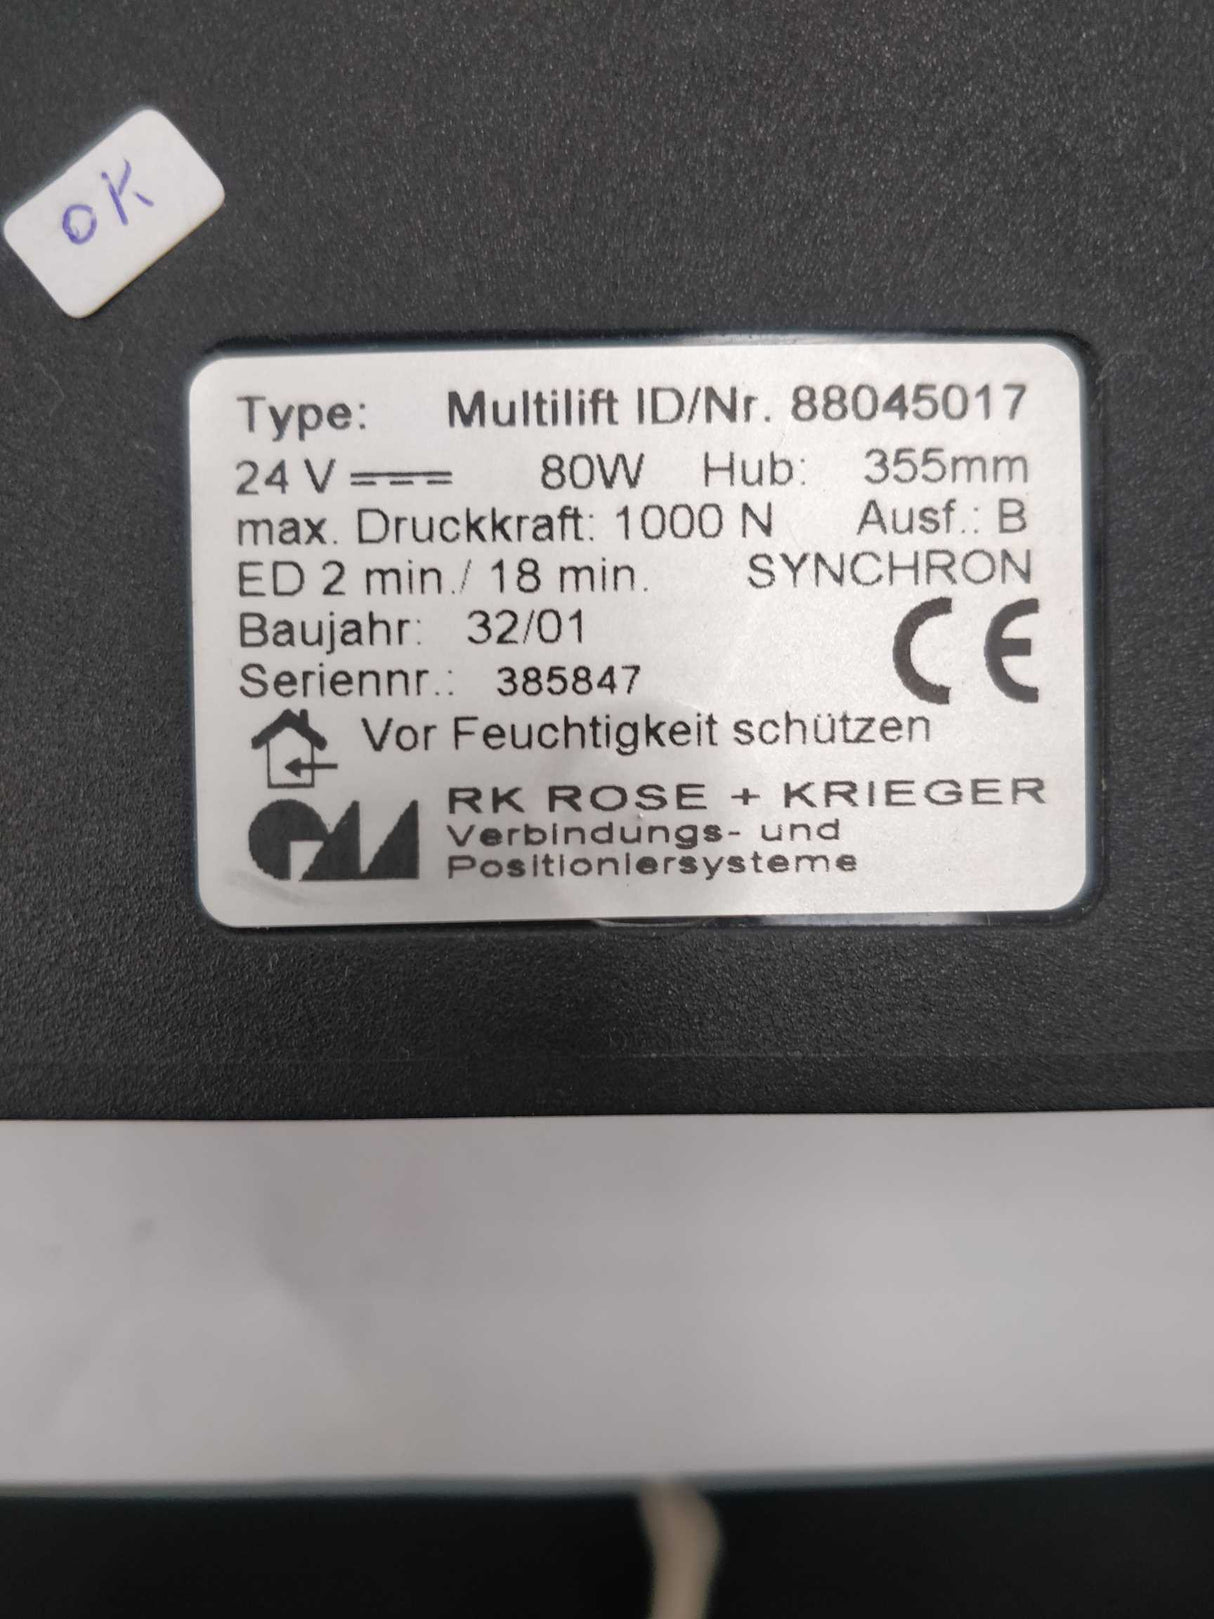 OK
Type: Multilift ID/Nr. 88045017
24 V 80W Hub: 355mm
max. Druckkraft: 1000 N Ausf.: B
ED 2 min./ 18 min. SYNCHRON
Baujahr: 32/01
CE
Seriennr.: 385847
Vor Feuchtigkeit schützen
RK ROSE + KRIEGER
Verbindungs- und
Positioniersysteme